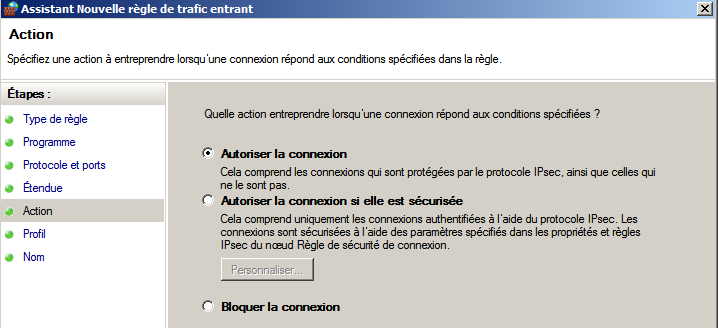 Assistant Nouvelle règle de trafic entrant
Action
Spécifiez une action à entreprendre lorsqu'une connexion répond aux conditions spécifiées dans la règle.
Étapes :
Type de règle
Programme
Protocole et ports
Étendue
Action
Profil
Nom
Quelle action entreprendre lorsqu'une connexion répond aux conditions spécifiées ?
Autoriser la connexion
Cela comprend les connexions qui sont protégées par le protocole IPsec, ainsi que celles qui
ne le sont pas.
Autoriser la connexion si elle est sécurisée
Cela comprend uniquement les connexions authentifiées à l'aide du protocole IPsec. Les
connexions sont sécurisées à l'aide des paramètres spécifiés dans les propriétés et règles
IPsec du nœud Règle de sécurité de connexion.
Personnaliser...
Bloquer la connexion